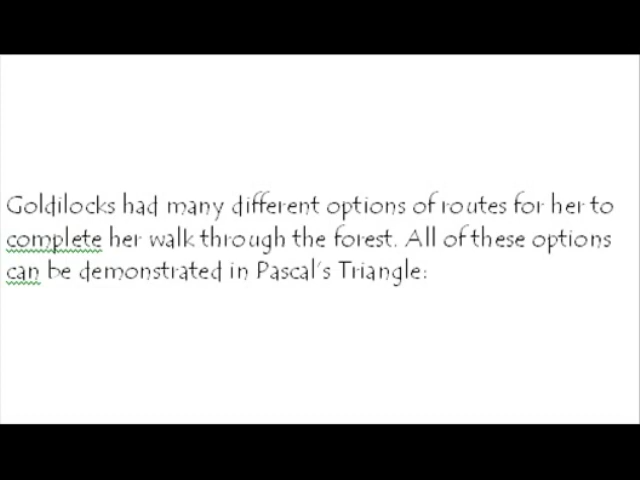 Goldilocks had many different options of routes for her to
complete her walk through the forest. All of these options
can be demonstrated in Pascal's Triangle: